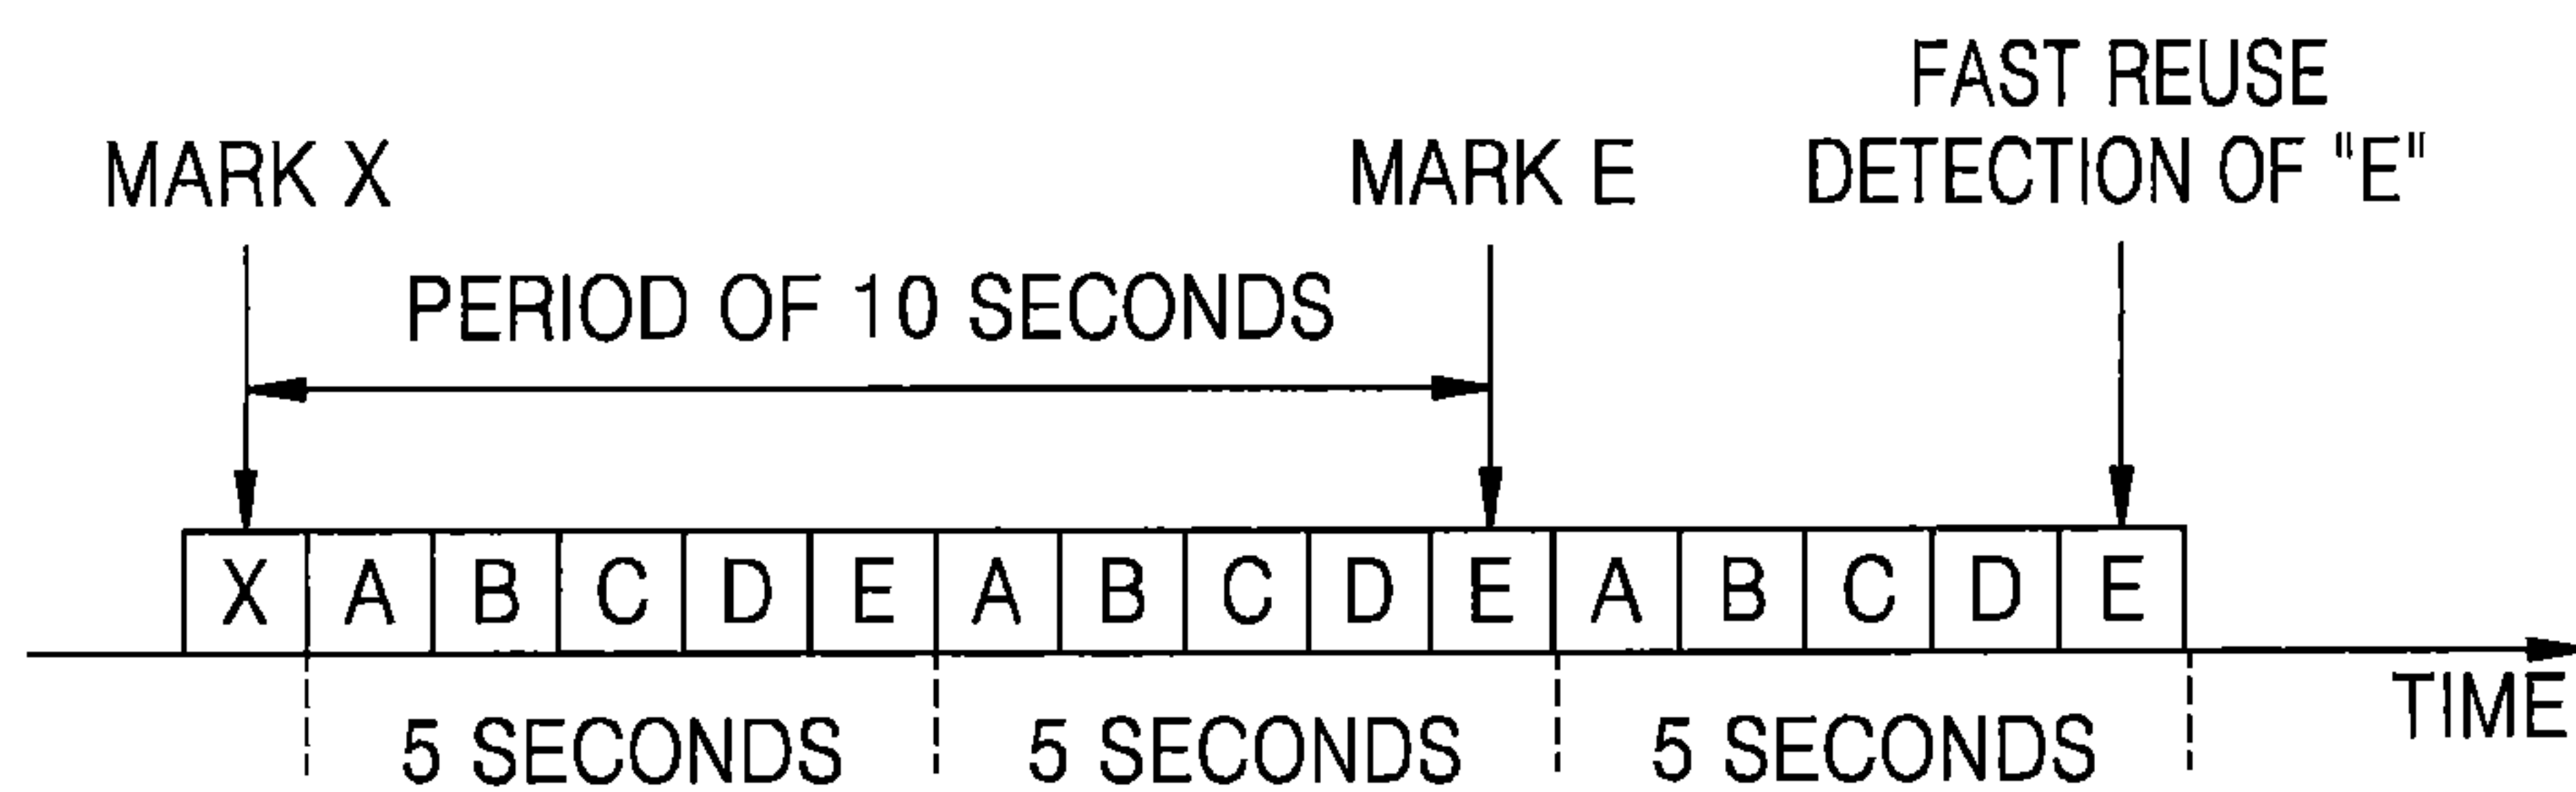 FAST REUSE
DETECTION OF "E"
MARK X
MARK E
PERIOD OF 10 SECONDS
X A B C D E A B C D E A B C D E
5 SECONDS 5 SECONDS 5 SECONDS
TIME